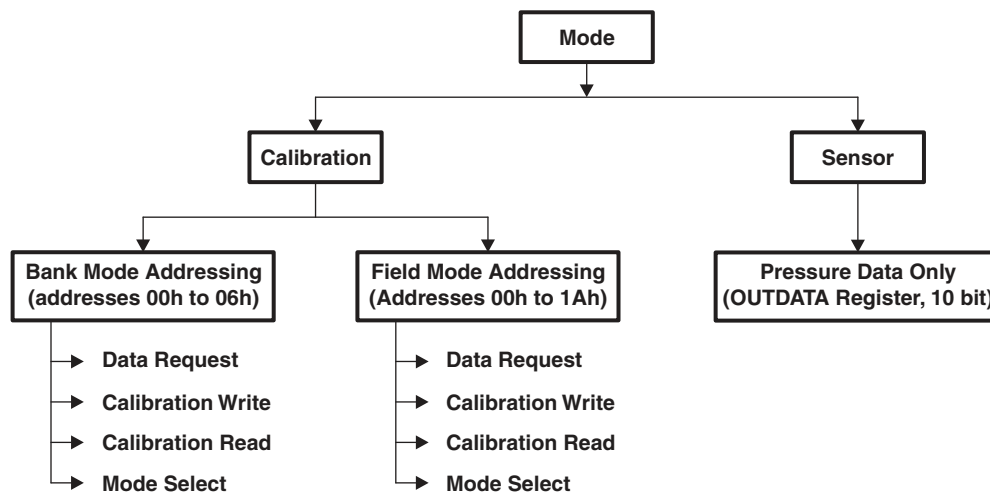 Mode
Calibration
Sensor
Bank Mode Addressing
(addresses 00h to 06h)
Data Request
Calibration Write
Calibration Read
Mode Select
Field Mode Addressing
(Addresses 00h to 1Ah)
Data Request
Calibration Write
Calibration Read
Mode Select
Pressure Data Only
(OUTDATA Register, 10 bit)